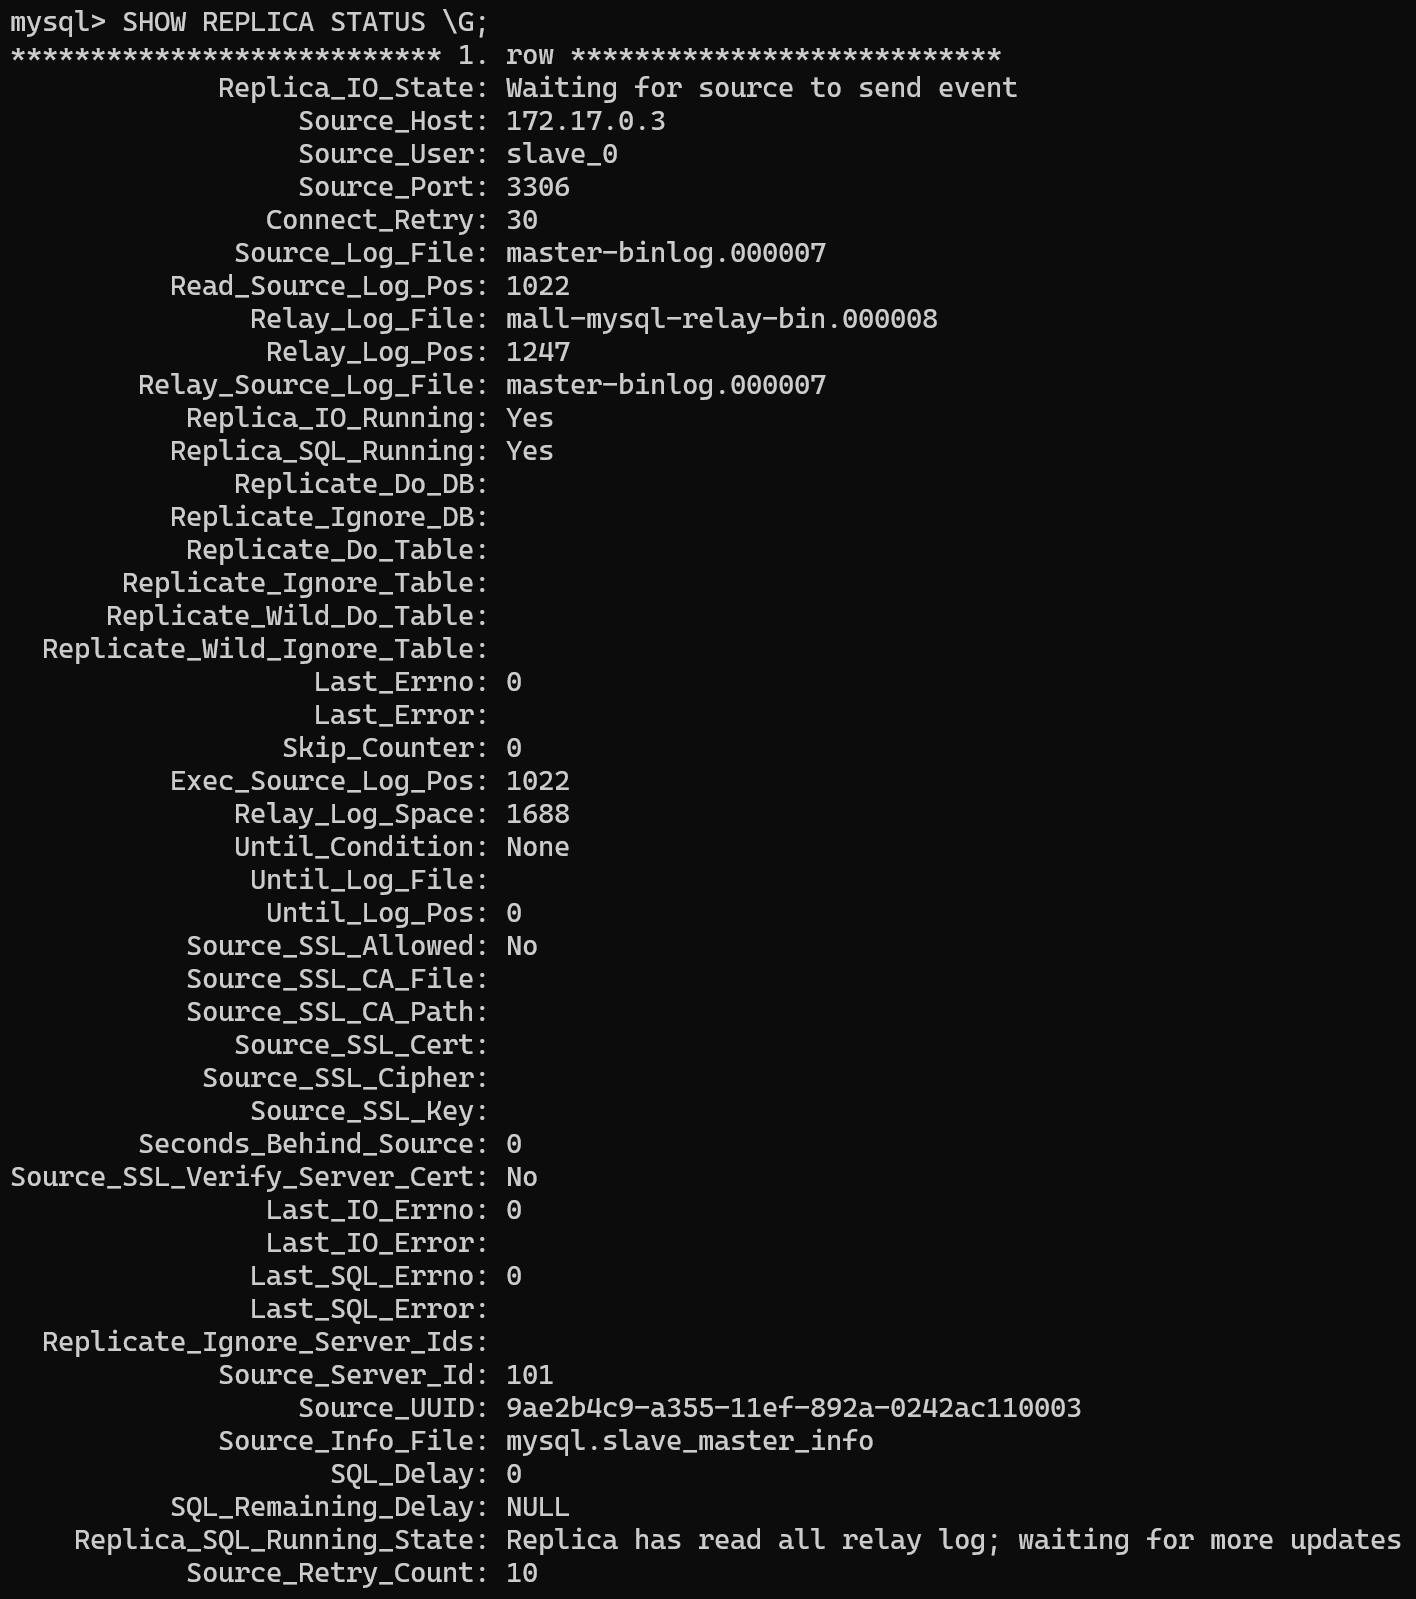 mysql> SHOW REPLICA STATUS \G;
*************************** 1. row ***************************
             Replica_IO_State: Waiting for source to send event
                  Source_Host: 172.17.0.3
                  Source_User: slave_0
                  Source_Port: 3306
                Connect_Retry: 30
              Source_Log_File: master-binlog.000007
          Read_Source_Log_Pos: 1022
               Relay_Log_File: mall-mysql-relay-bin.000008
                Relay_Log_Pos: 1247
        Relay_Source_Log_File: master-binlog.000007
           Replica_IO_Running: Yes
          Replica_SQL_Running: Yes
              Replicate_Do_DB:
          Replicate_Ignore_DB:
           Replicate_Do_Table:
       Replicate_Ignore_Table:
      Replicate_Wild_Do_Table:
  Replicate_Wild_Ignore_Table:
                   Last_Errno: 0
                   Last_Error:
                 Skip_Counter: 0
          Exec_Source_Log_Pos: 1022
              Relay_Log_Space: 1688
              Until_Condition: None
               Until_Log_File:
                Until_Log_Pos: 0
           Source_SSL_Allowed: No
           Source_SSL_CA_File:
           Source_SSL_CA_Path:
              Source_SSL_Cert:
            Source_SSL_Cipher:
               Source_SSL_Key:
        Seconds_Behind_Source: 0
Source_SSL_Verify_Server_Cert: No
                Last_IO_Errno: 0
                Last_IO_Error:
               Last_SQL_Errno: 0
               Last_SQL_Error:
  Replicate_Ignore_Server_Ids:
             Source_Server_Id: 101
                  Source_UUID: 9ae2b4c9-a355-11ef-892a-0242ac110003
             Source_Info_File: mysql.slave_master_info
                    SQL_Delay: 0
          SQL_Remaining_Delay: NULL
    Replica_SQL_Running_State: Replica has read all relay log; waiting for more updates
           Source_Retry_Count: 10